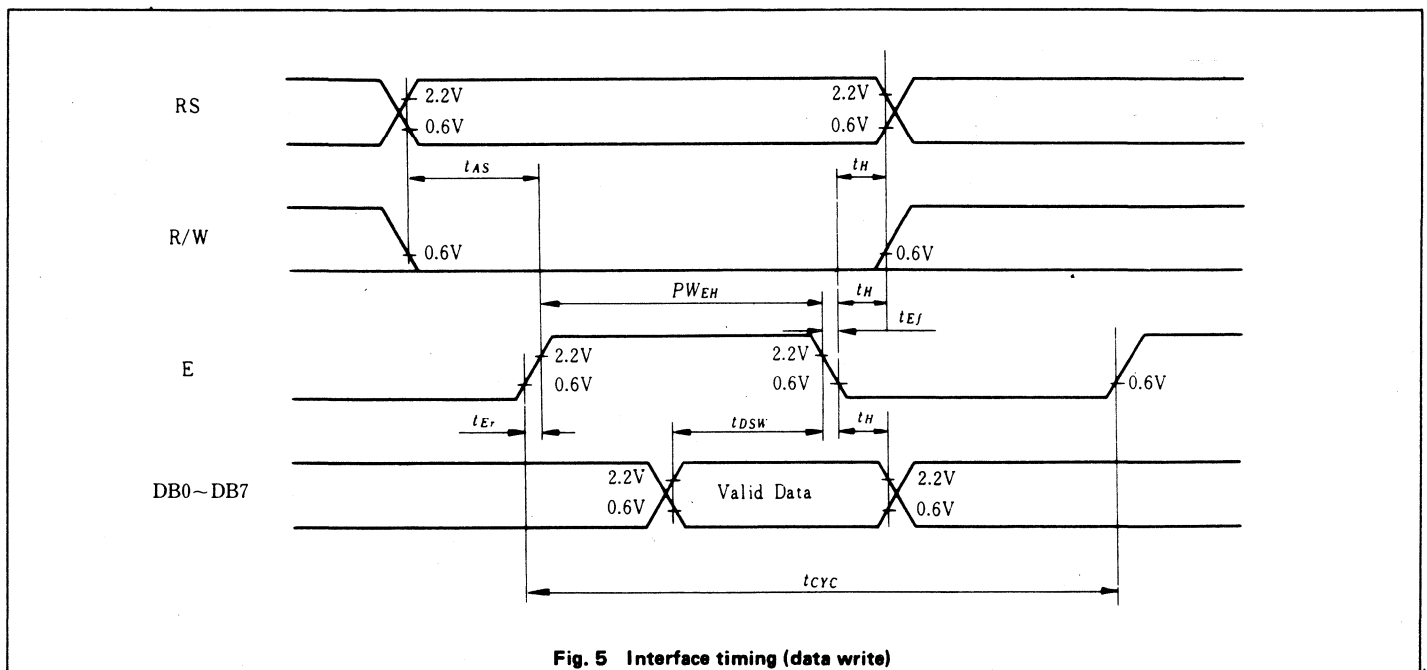 RS
2.2V
0.6V
2.2V
0.6V
tAS
tH
R/W
0.6V
0.6V
PWEH
tH
tEf
E
2.2V
0.6V
2.2V
0.6V
0.6V
tEr
tDSW
tH
DB0~DB7
2.2V
0.6V
Valid Data
2.2V
0.6V
tCYC
Fig. 5 Interface timing (data write)